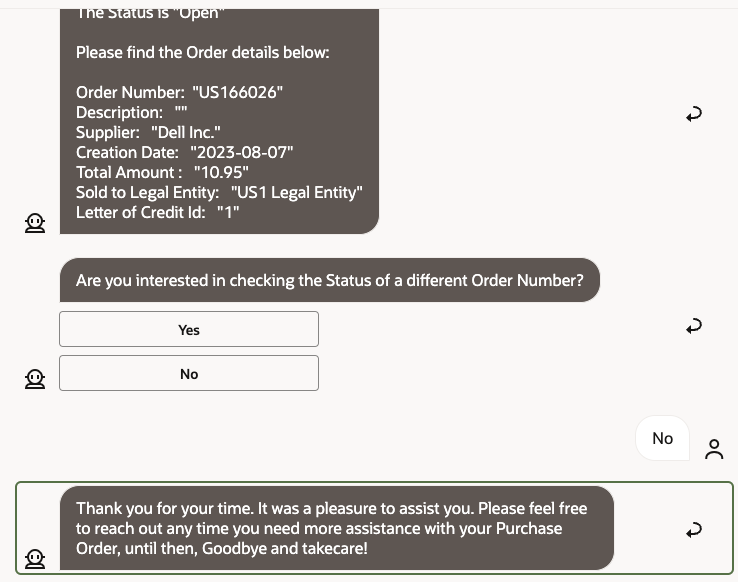 The Status is "Open"
Please find the Order details below:
Order Number:  "US166026"
Description:   ""
Supplier:   "Dell Inc."
Creation Date:   "2023-08-07"
Total Amount :   "10.95"
Sold to Legal Entity:   "US1 Legal Entity"
Letter of Credit Id:   "1"
Are you interested in checking the Status of a different Order Number?
Yes
No
No
Thank you for your time. It was a pleasure to assist you. Please feel free
to reach out any time you need more assistance with your Purchase
Order, until then, Goodbye and takecare!